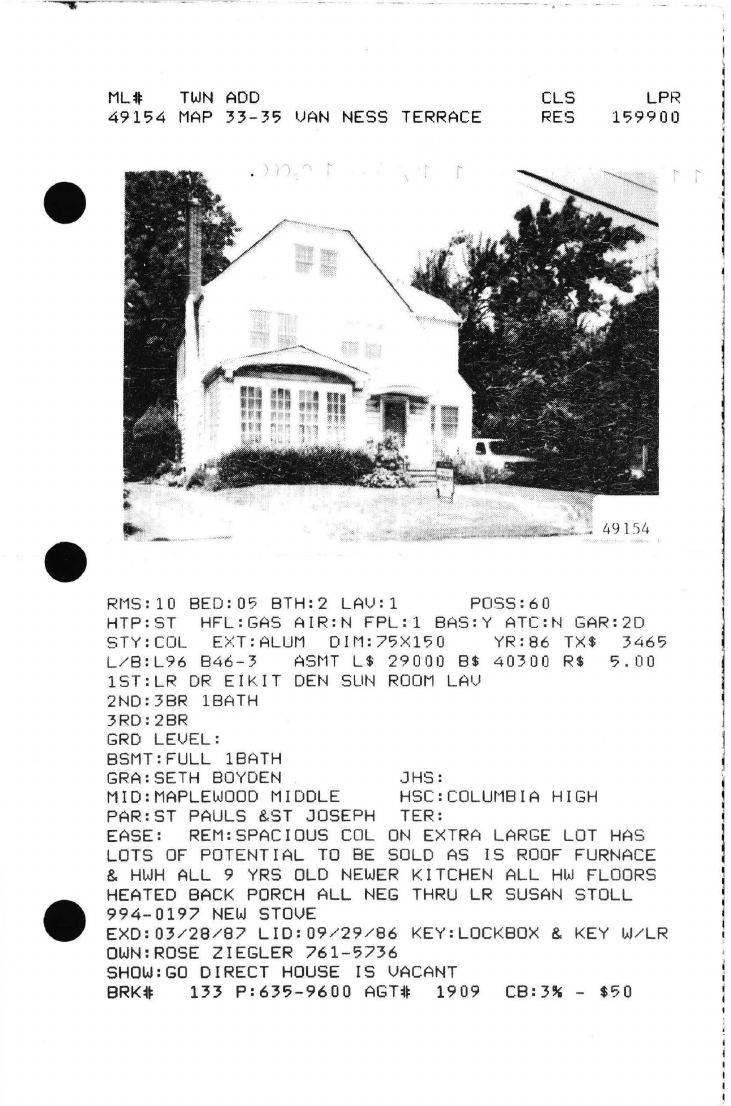 ML# TWN ADD CLS LPR
49154 MAP 33-35 VAN NESS TERRACE RES 159900
49154
RMS:10 BED:05 BTH:2 LAV:1 POSS:60
HTP:ST HFL:GAS AIR:N FPL:1 BAS:Y ATC:N GAR:2D
STY:COL EXT:ALUM DIM:75X150 YR:86 TX$ 3465
L/B:L96 B46-3 ASMT L$ 29000 B$ 40300 R$ 5.00
1ST:LR DR EIKIT DEN SUN ROOM LAV
2ND:3BR 1BATH
3RD:2BR
GRD LEVEL:
BSMT:FULL 1BATH
GRA:SETH BOYDEN JHS:
MID:MAPLEWOOD MIDDLE HSC:COLUMBIA HIGH
PAR:ST PAULS &ST JOSEPH TER:
EASE: REM:SPACIOUS COL ON EXTRA LARGE LOT HAS
LOTS OF POTENTIAL TO BE SOLD AS IS ROOF FURNACE
& HWH ALL 9 YRS OLD NEWER KITCHEN ALL HW FLOORS
HEATED BACK PORCH ALL NEG THRU LR SUSAN STOLL
994-0197 NEW STOVE
EXD:03/28/87 LID:09/29/86 KEY:LOCKBOX & KEY W/LR
OWN:ROSE ZIEGLER 761-5736
SHOW:GO DIRECT HOUSE IS VACANT
BRK# 133 P:635-9600 AGT# 1909 CB:3% - $50